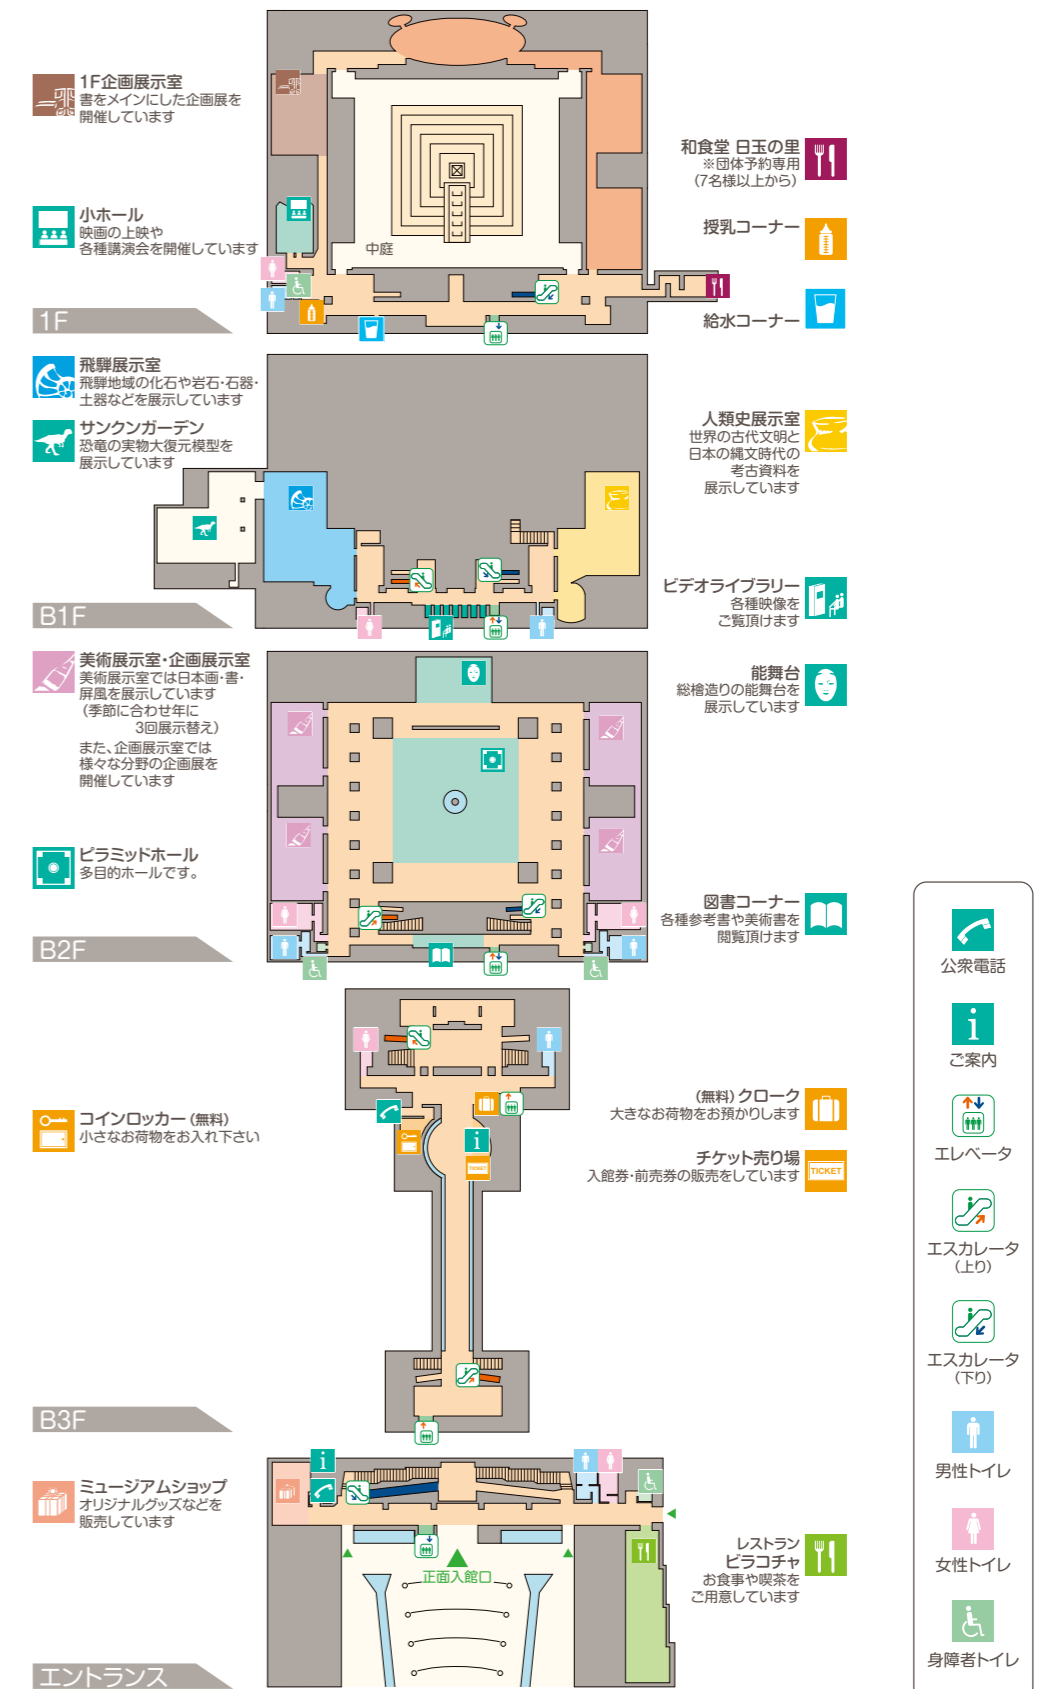 1F企画展示室
書をメインにした企画展を
開催しています
小ホール
映画の上映や
各種講演会を開催しています
中庭
和食堂 日玉の里
※団体予約専用
(7名様以上から)
授乳コーナー
給水コーナー
1F
飛騨展示室
飛騨地域の化石や岩石・石器・
土器などを展示しています
サンクンガーデン
恐竜の実物大復元模型を
展示しています
人類史展示室
世界の古代文明と
日本の縄文時代の
考古資料を
展示しています
ビデオライブラリー
各種映像を
ご覧頂けます
B1F
美術展示室・企画展示室
美術展示室では日本画・書・
屏風を展示しています
(季節に合わせ年に
3回展示替え)
また、企画展示室では
様々な分野の企画展を
開催しています
能舞台
総檜造りの能舞台を
展示しています
ピラミッドホール
多目的ホールです。
図書コーナー
各種参考書や美術書を
閲覧頂けます
B2F
コインロッカー (無料)
小さなお荷物をお入れ下さい
(無料) クローク
大きなお荷物をお預かりします
チケット売り場
入館券・前売券の販売をしています
TICKET
TICKET
i
B3F
ミュージアムショップ
オリジナルグッズなどを
販売しています
i
正面入館口
レストラン
ビラコチャ
お食事や喫茶を
ご用意しています
エントランス
公衆電話
i
ご案内
エレベータ
エスカレータ
(上り)
エスカレータ
(下り)
男性トイレ
女性トイレ
身障者トイレ